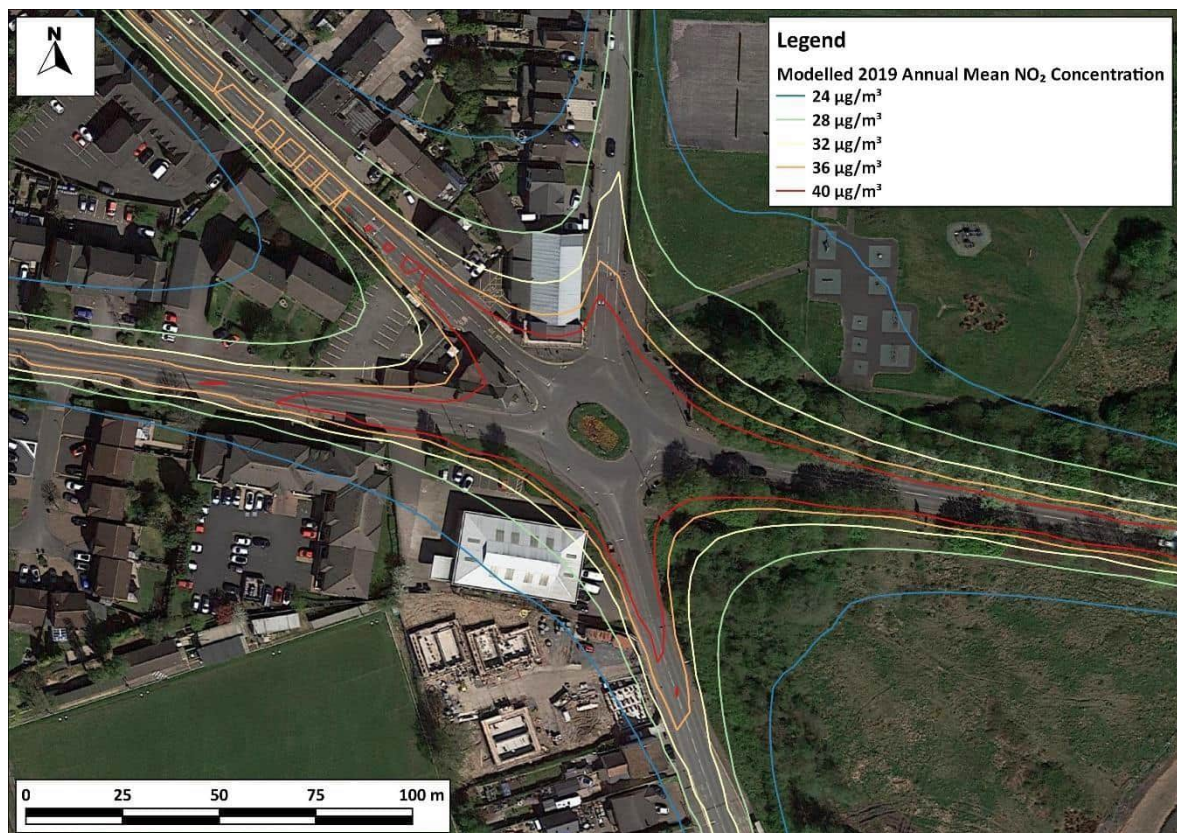 N
Legend
Modelled 2019 Annual Mean NO₂ Concentration
24 µg/m³
28 µg/m³
32 µg/m³
36 µg/m³
40 µg/m³
0 25 50 75 100 m